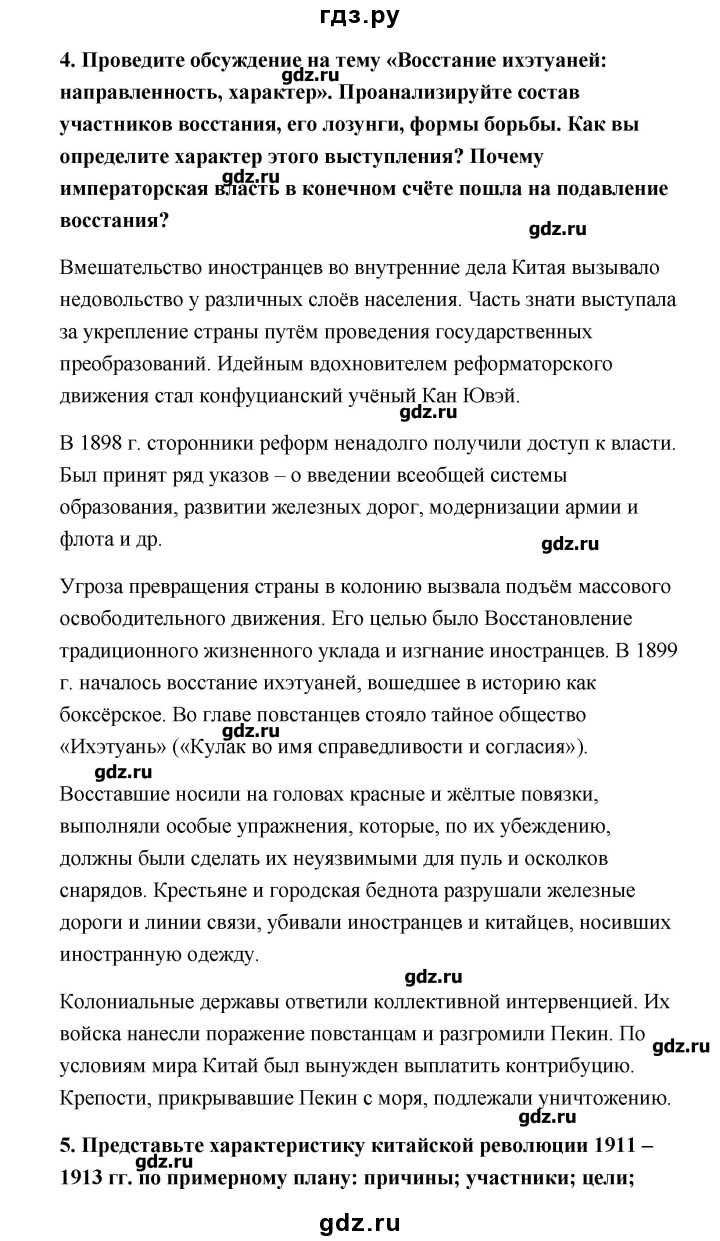 гдз.ру
4. Проведите обсуждение на тему «Восстание ихэтуаней:
gdz.ru
направленность, характер». Проанализируйте состав
участников восстания, его лозунги, формы борьбы. Как вы
определите характер этого выступления? Почему
gdz.ru
императорская власть в конечном счёте пошла на подавление
восстания?
gdz.ru
Вмешательство иностранцев во внутренние дела Китая вызывало
недовольство у различных слоёв населения. Часть знати выступала
за укрепление страны путём проведения государственных
преобразований. Идейным вдохновителем реформаторского
движения стал конфуцианский учёный Кан Ювэй.
gdz.ru
В 1898 г. сторонники реформ ненадолго получили доступ к власти.
Был принят ряд указов – о введении всеобщей системы
образования, развитии железных дорог, модернизации армии и
флота и др.
gdz.ru
Угроза превращения страны в колонию вызвала подъём массового
освободительного движения. Его целью было Восстановление
традиционного жизненного уклада и изгнание иностранцев. В 1899
г. началось восстание ихэтуаней, вошедшее в историю как
боксёрское. Во главе повстанцев стояло тайное общество
gdz.ru
«Ихэтуань» («Кулак во имя справедливости и согласия»).
gdz.ru
Восставшие носили на головах красные и жёлтые повязки,
выполняли особые упражнения, которые, по их убеждению,
должны были сделать их неуязвимыми для пуль и осколков
снарядов. Крестьяне и городская беднота разрушали железные
дороги и линии связи, убивали иностранцев и китайцев, носивших
иностранную одежду.
gdz.ru
Колониальные державы ответили коллективной интервенцией. Их
войска нанесли поражение повстанцам и разгромили Пекин. По
gdz.ru
условиям мира Китай был вынужден выплатить контрибуцию.
Крепости, прикрывавшие Пекин с моря, подлежали уничтожению.
gdz.ru
5. Представьте характеристику китайской революции 1911 –
gdz.ru
1913 гг. по примерному плану: причины; участники; цели;
gdz.ru